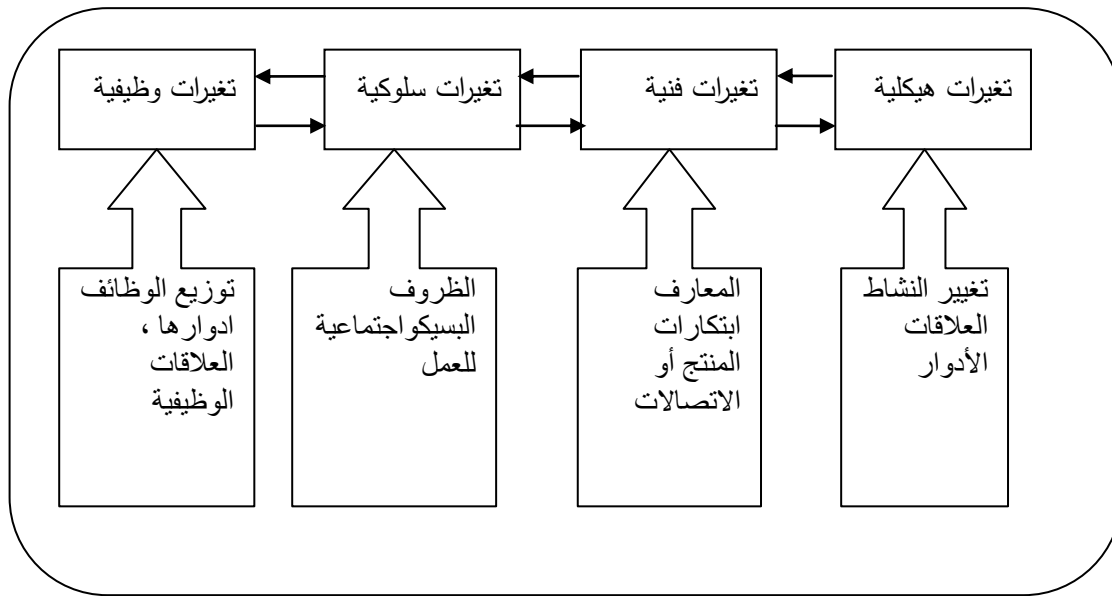 تغيرات هيكلية
تغيرات فنية
تغيرات سلوكية
تغيرات وظيفية
تغيير النشاط
العلاقات
الأدوار
المعارف
ابتكارات
المنتج أو
الاتصالات
الظروف
البسيكواجتماعية
للعمل
توزيع الوظائف
ادوارها ،
العلاقات
الوظيفية